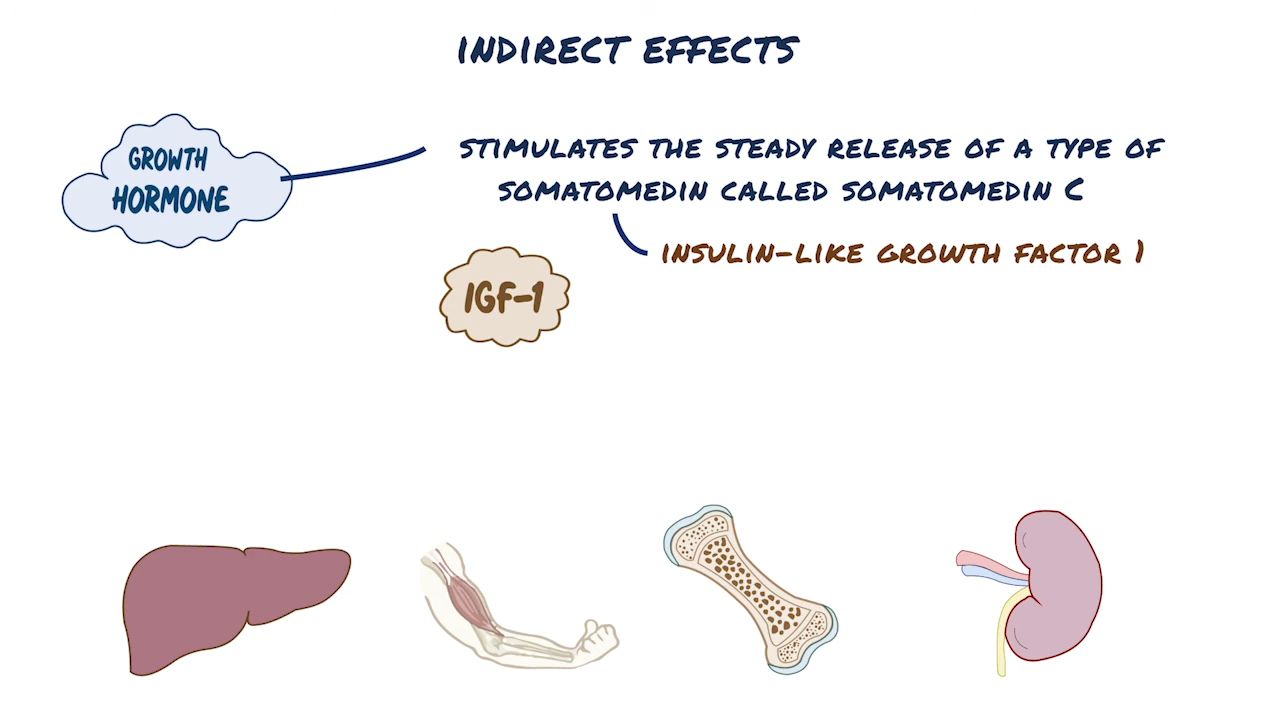 INDIRECT EFFECTS
GROWTH
HORMONE
STIMULATES THE STEADY RELEASE OF A TYPE OF
SOMATOMEDIN CALLED SOMATOMEDIN C
INSULIN-LIKE GROWTH FACTOR 1
IGF-1